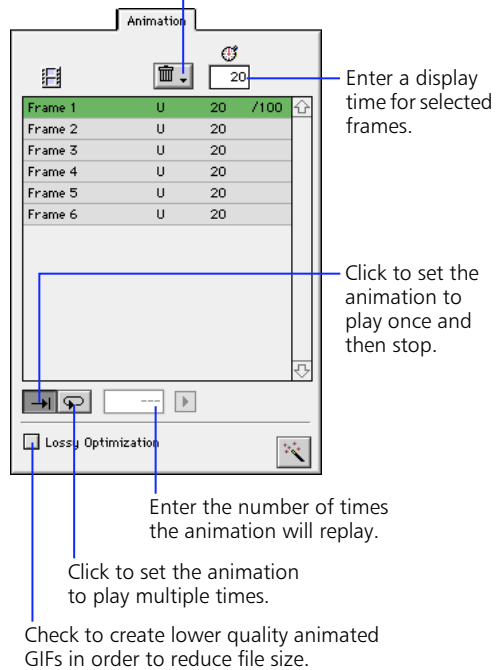 Animation
20
Enter a display
time for selected
frames.
Frame 1 U 20 /100
Frame 2 U 20
Frame 3 U 20
Frame 4 U 20
Frame 5 U 20
Frame 6 U 20
Click to set the
animation to
play once and
then stop.
---
Lossy Optimization
Enter the number of times
the animation will replay.
Click to set the animation
to play multiple times.
Check to create lower quality animated
GIFs in order to reduce file size.